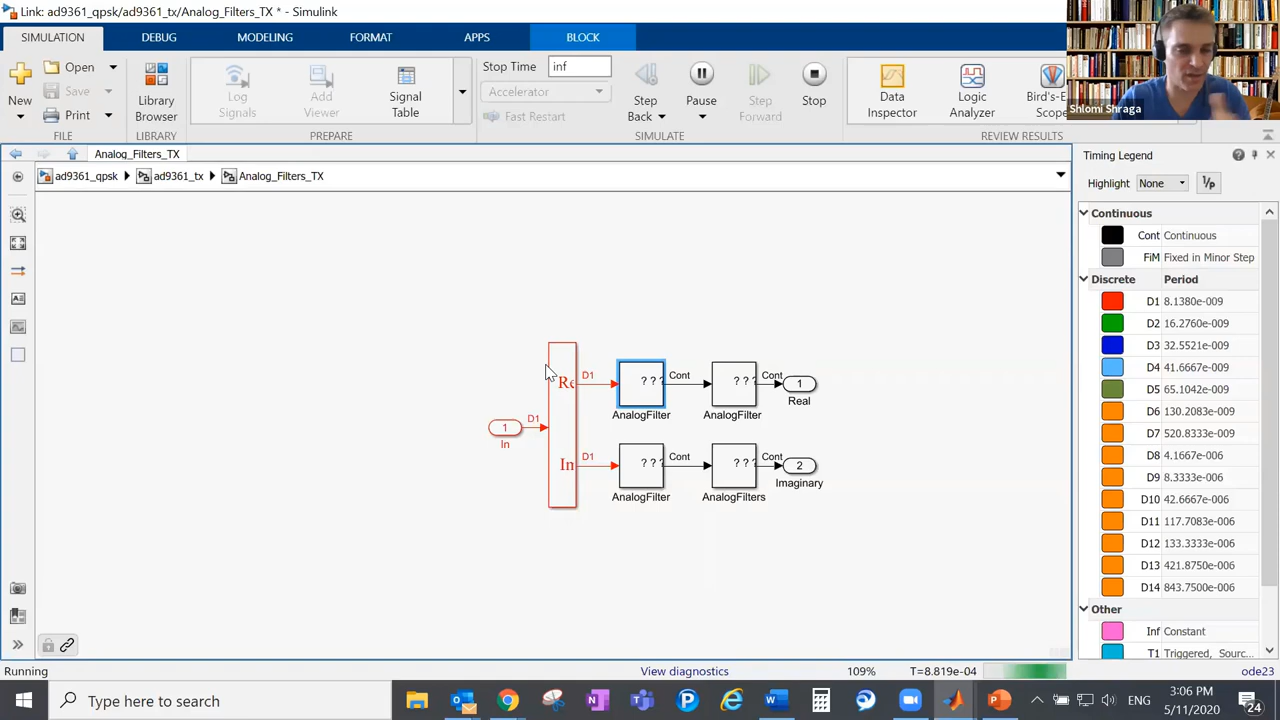 Link: ad9361_qpsk/ad9361_tx/Analog_Filters_TX * - Simulink
SIMULATION DEBUG MODELING FORMAT APPS BLOCK
New
Open
Save
Print
FILE
Library
Browser
LIBRARY
Log
Signals
Add
Viewer
Signal
Table
PREPARE
Stop Time inf
Accelerator
Fast Restart
Step
Back
Pause
Step
Forward
Stop
SIMULATE
Data
Inspector
Logic
Analyzer
Bird's-E
Scop
REVIEW RESULTS
Shlomi Shraga
Analog_Filters_TX
ad9361_qpsk ad9361_tx Analog_Filters_TX
1
In
D1
Re
Im
D1
? ? ?
AnalogFilter
Cont
? ? ?
AnalogFilter
Cont
1
Real
D1
? ? ?
AnalogFilter
Cont
? ? ?
AnalogFilters
Cont
2
Imaginary
Timing Legend
Highlight None 1/P
Continuous
Cont Continuous
FiM Fixed in Minor Step
Discrete Period
D1 8.1380e-009
D2 16.2760e-009
D3 32.5521e-009
D4 41.6667e-009
D5 65.1042e-009
D6 130.2083e-009
D7 520.8333e-009
D8 4.1667e-006
D9 8.3333e-006
D10 42.6667e-006
D11 117.7083e-006
D12 133.3333e-006
D13 421.8750e-006
D14 843.7500e-006
Other
Inf Constant
T1 Triggered, Sourc...
Running View diagnostics 109% T=8.819e-04 ode23
Type here to search
ENG
3:06 PM
5/11/2020
24